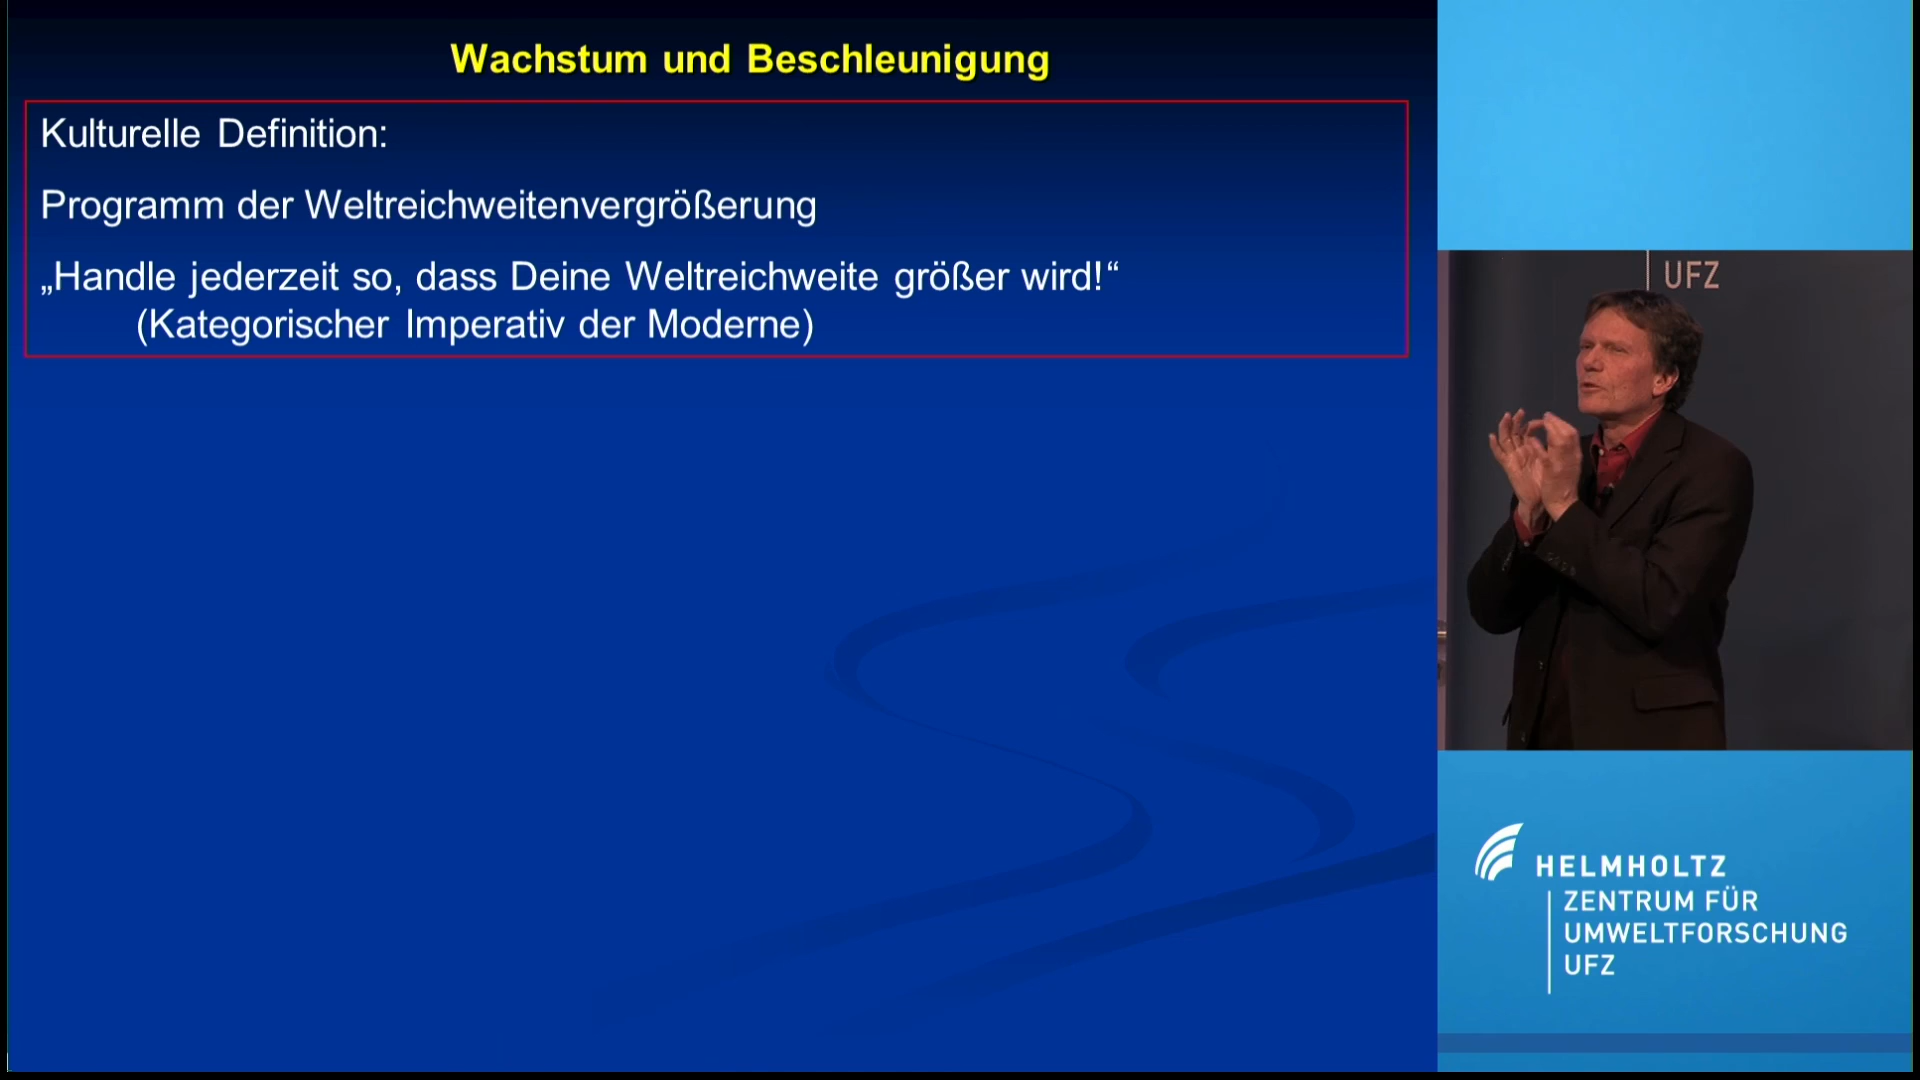 Wachstum und Beschleunigung
Kulturelle Definition:
Programm der Weltreichweitenvergrößerung
„Handle jederzeit so, dass Deine Weltreichweite größer wird!“
(Kategorischer Imperativ der Moderne)
UFZ
HELMHOLTZ
ZENTRUM FÜR
UMWELTFORSCHUNG
UFZ